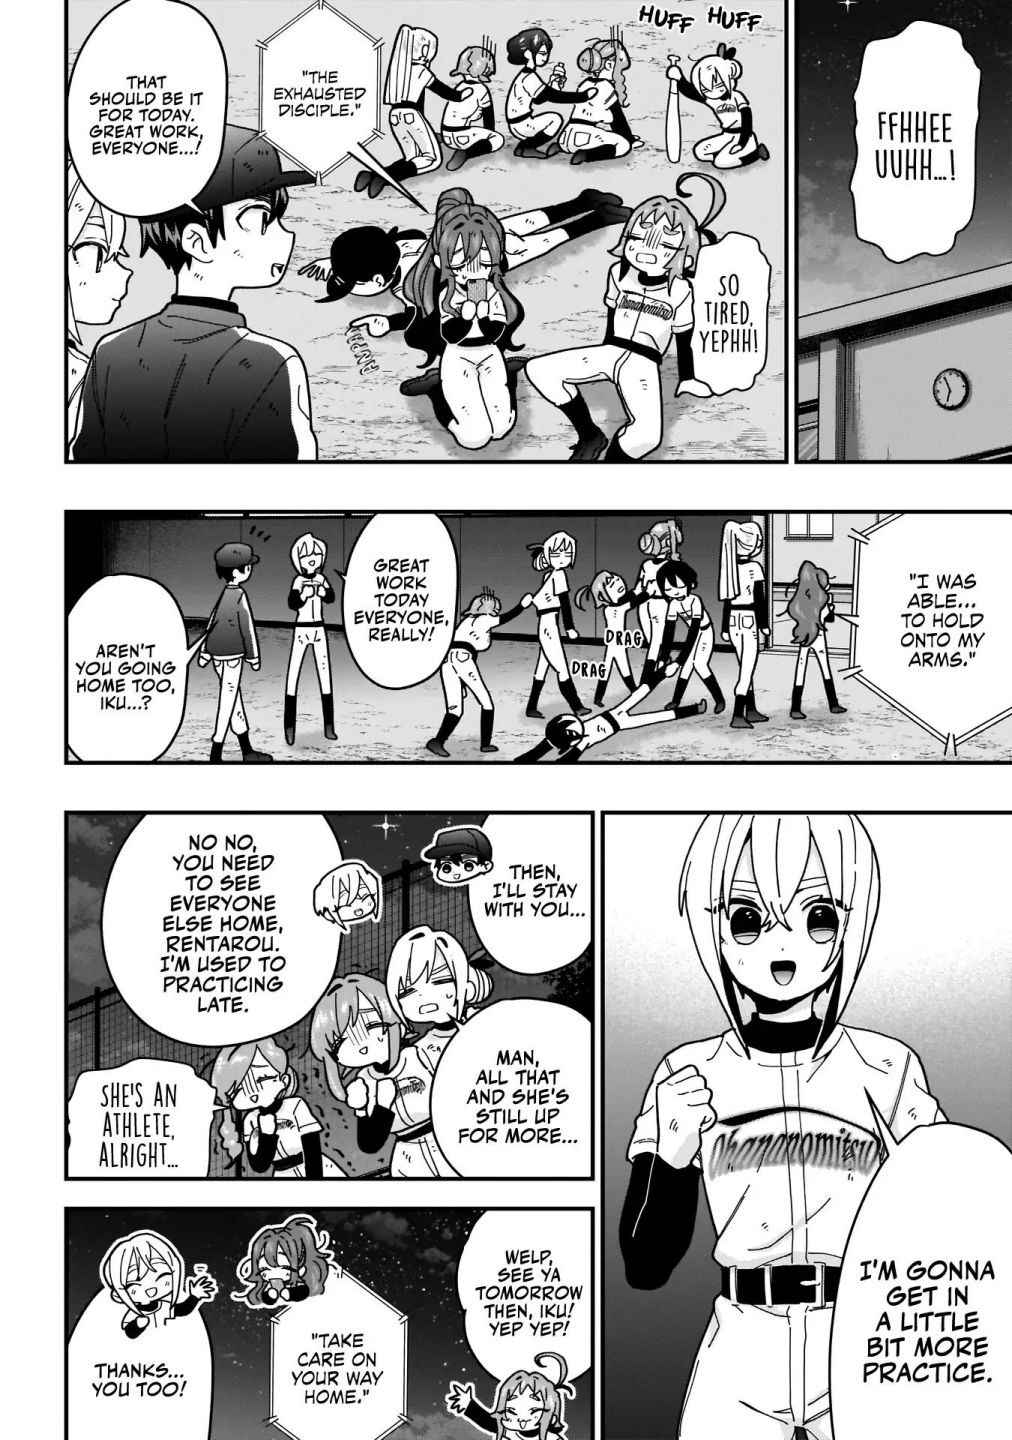 FFHHEE
UUHH...!
HUFF HUFF
SO
TIRED,
YEPHH!
"THE
EXHAUSTED
DISCIPLE."
THAT
SHOULD BE IT
FOR TODAY.
GREAT WORK,
EVERYONE...!
Ohananomitsu
"I WAS
ABLE...
TO HOLD
ONTO MY
ARMS."
DRAG
DRAG
GREAT
WORK
TODAY
EVERYONE,
REALLY!
AREN'T
YOU GOING
HOME TOO,
IKU...?
Ohananomitsu
I'M GONNA
GET IN
A LITTLE
BIT MORE
PRACTICE.
THEN,
I'LL STAY
WITH YOU...
NO NO,
YOU NEED
TO SEE
EVERYONE
ELSE HOME,
RENTAROU.
I'M USED TO
PRACTICING
LATE.
MAN,
ALL THAT
AND SHE'S
STILL UP
FOR MORE...
SHE'S AN
ATHLETE,
ALRIGHT...
WELP,
SEE YA
TOMORROW
THEN, IKU!
YEP YEP!
"TAKE
CARE ON
YOUR WAY
HOME."
THANKS...
YOU TOO!